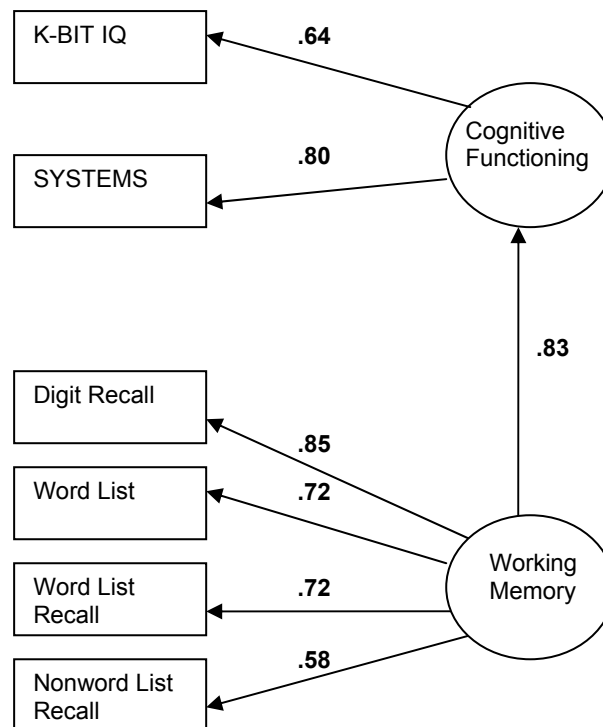 K-BIT IQ
.64
Cognitive
Functioning
SYSTEMS
.80
.83
Digit Recall
.85
Word List
.72
Working
Memory
Word List
Recall
.72
Nonword List
Recall
.58